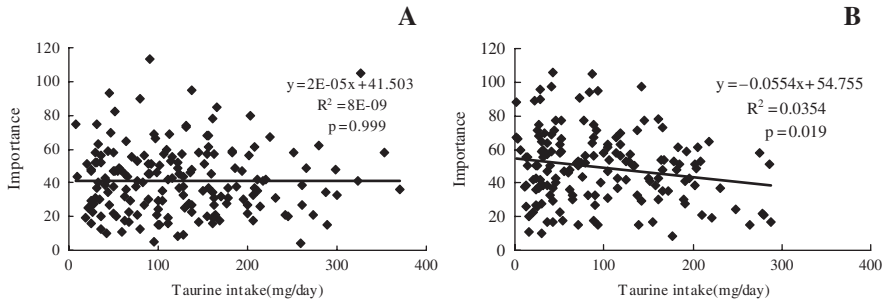 A
120
100
80
60
40
20
0
Importance
y=2E-05x+41.503
R²=8E-09
p=0.999
0 100 200 300 400
Taurine intake(mg/day)
B
120
100
80
60
40
20
0
Importance
y=−0.0554x+54.755
R²=0.0354
p=0.019
0 100 200 300 400
Taurine intake(mg/day)